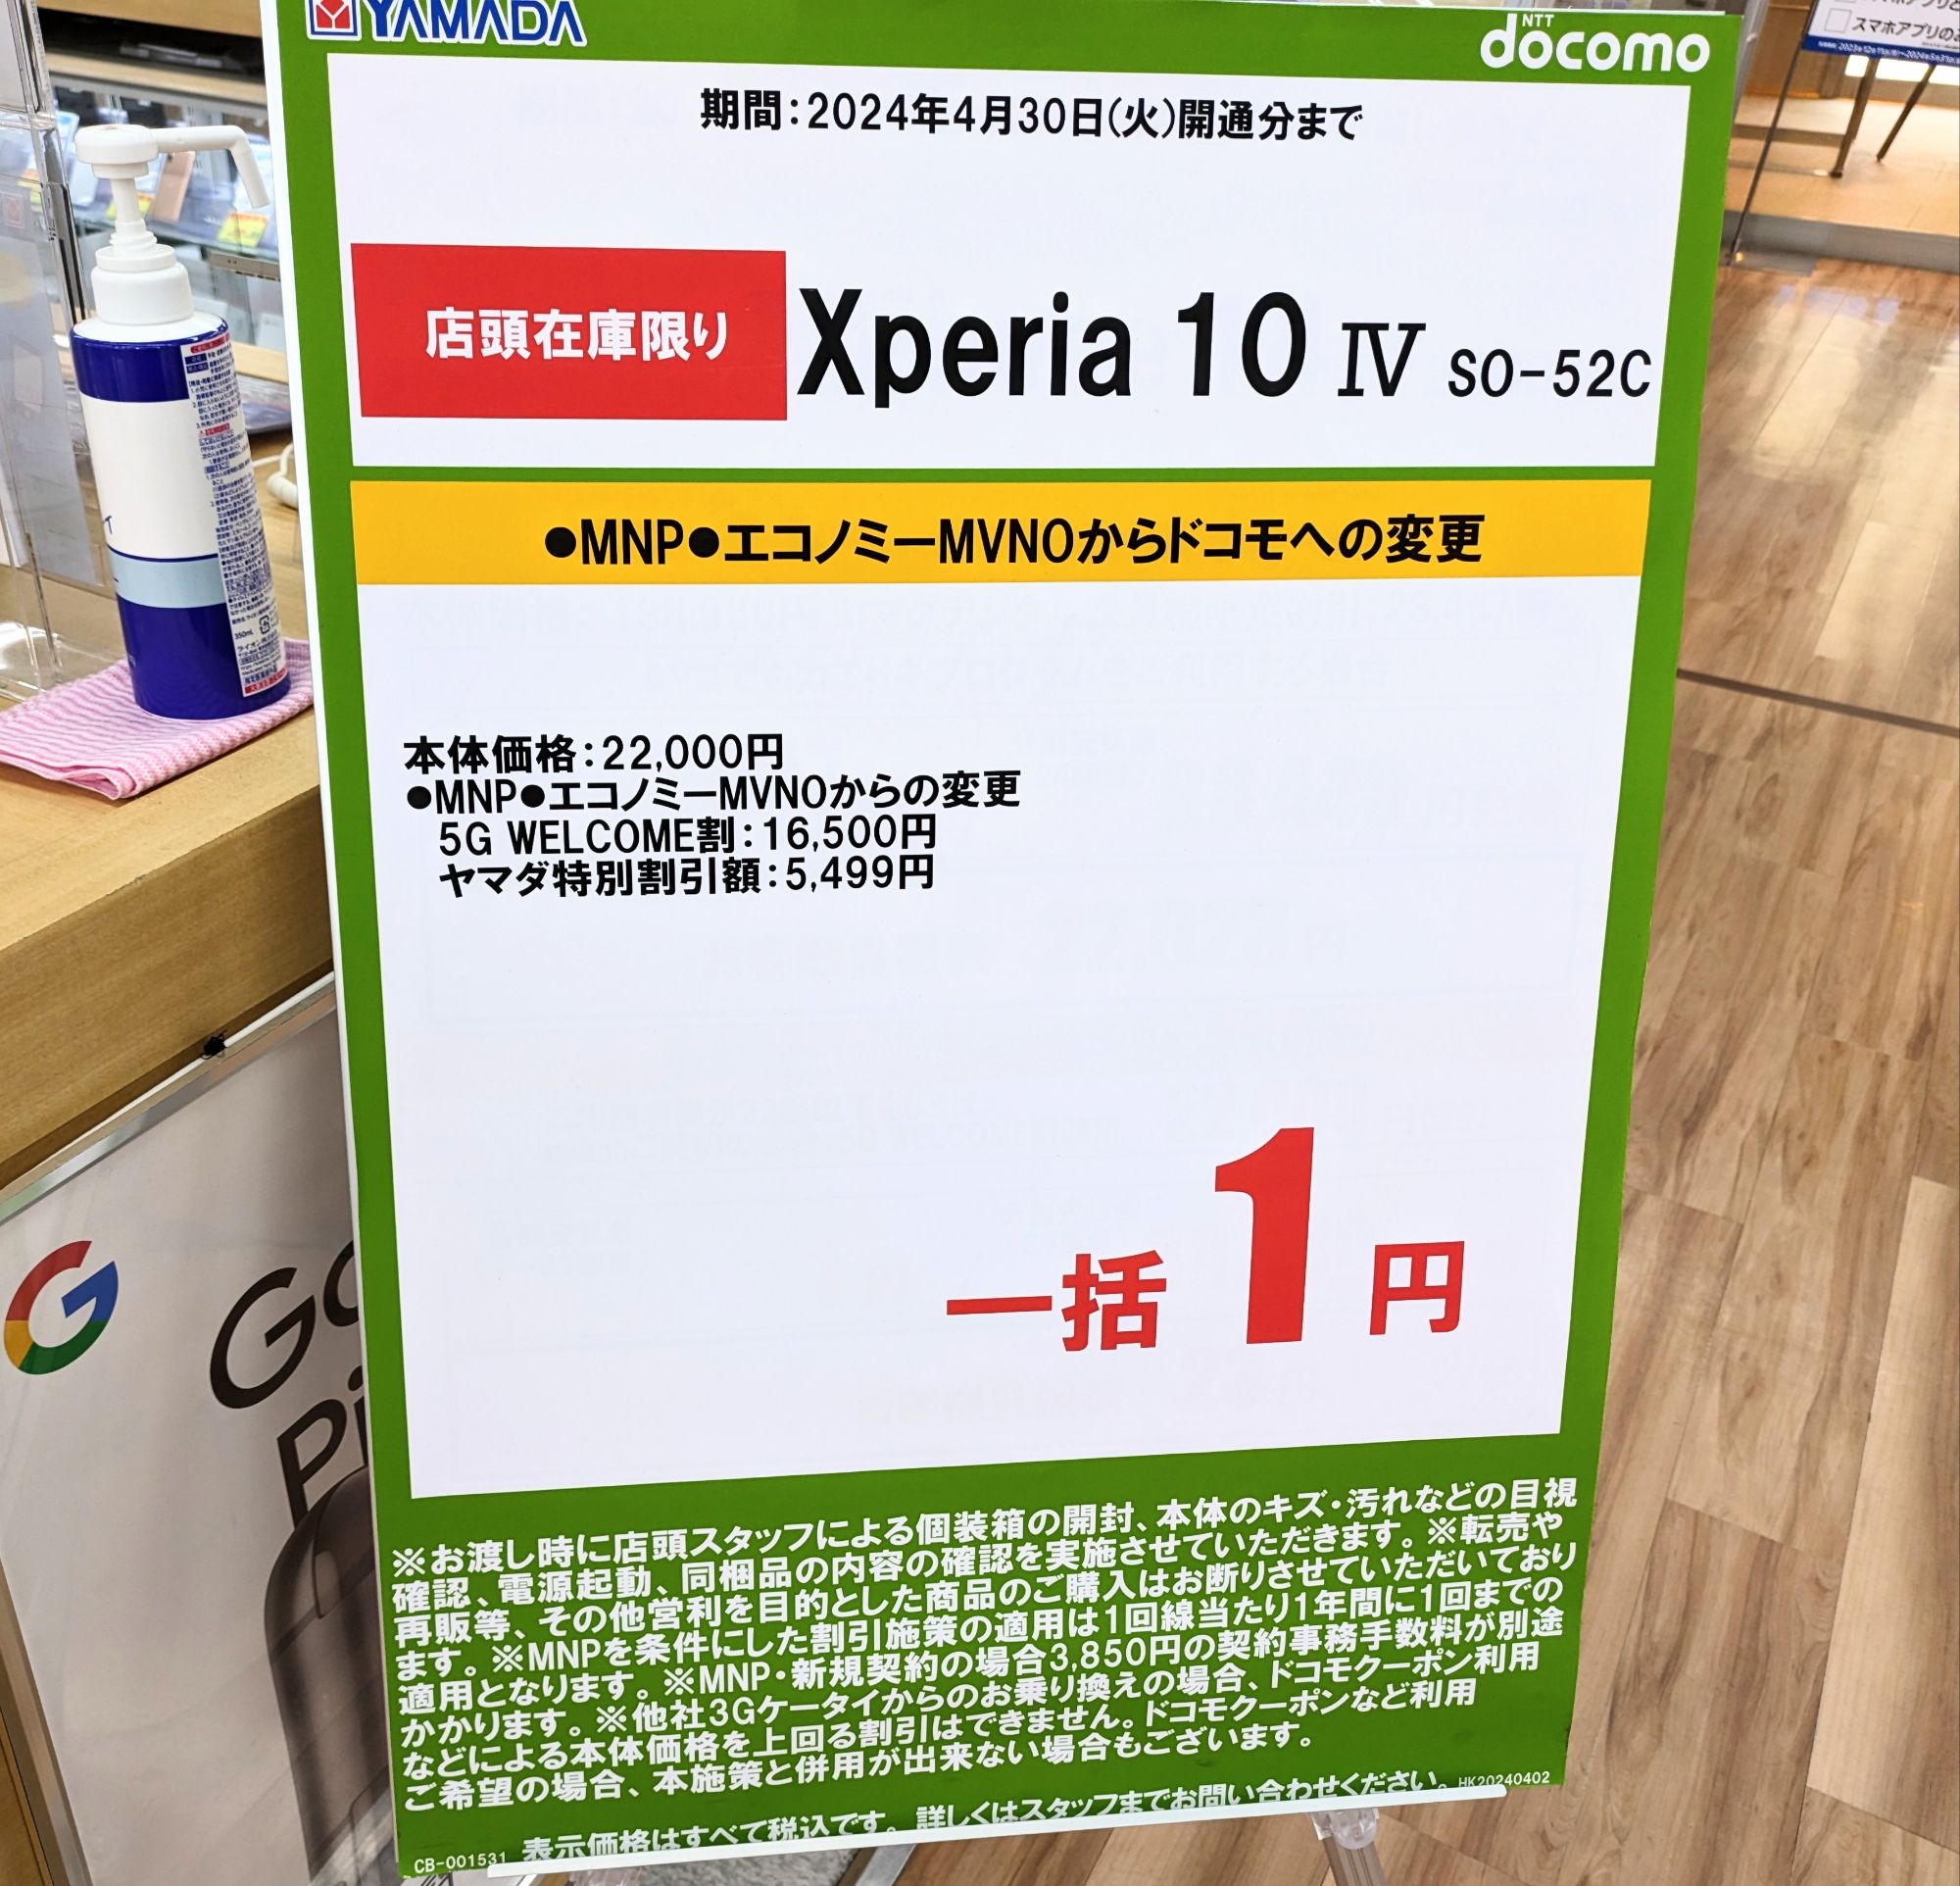 YAMADA
NTT
docomo
スマホアプリの
期間：2024年4月30日(火)開通分まで
店頭在庫限り
Xperia 10 Ⅳ SO-52C
●MNP●エコノミーMVNOからドコモへの変更
本体価格：22,000円
●MNP●エコノミーMVNOからの変更
5G WELCOME割：16,500円
ヤマダ特別割引額：5,499円
一括1円
※お渡し時に店頭スタッフによる個装箱の開封、本体のキズ・汚れなどの目視
確認、電源起動、同梱品の内容の確認を実施させていただきます。※転売や
再販等、その他営利を目的とした商品のご購入はお断りさせていただいており
ます。※MNPを条件にした割引施策の適用は1回線当たり1年間に1回までの
適用となります。※MNP・新規契約の場合3,850円の契約事務手数料が別途
かかります。※他社3Gケータイからのお乗り換えの場合、ドコモクーポン利用
などによる本体価格を上回る割引はできません。ドコモクーポンなど利用
ご希望の場合、本施策と併用が出来ない場合もございます。
表示価格はすべて税込です。詳しくはスタッフまでお問い合わせください。
HK20240402
CB-001531
G
Go
Pi
350mL